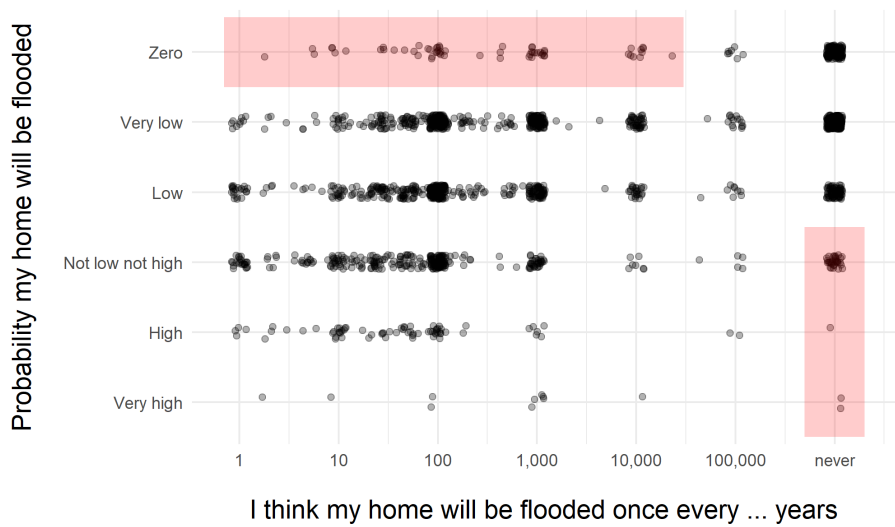 Probability my home will be flooded
Zero
Very low
Low
Not low not high
High
Very high
1 10 100 1,000 10,000 100,000 never
I think my home will be flooded once every ... years